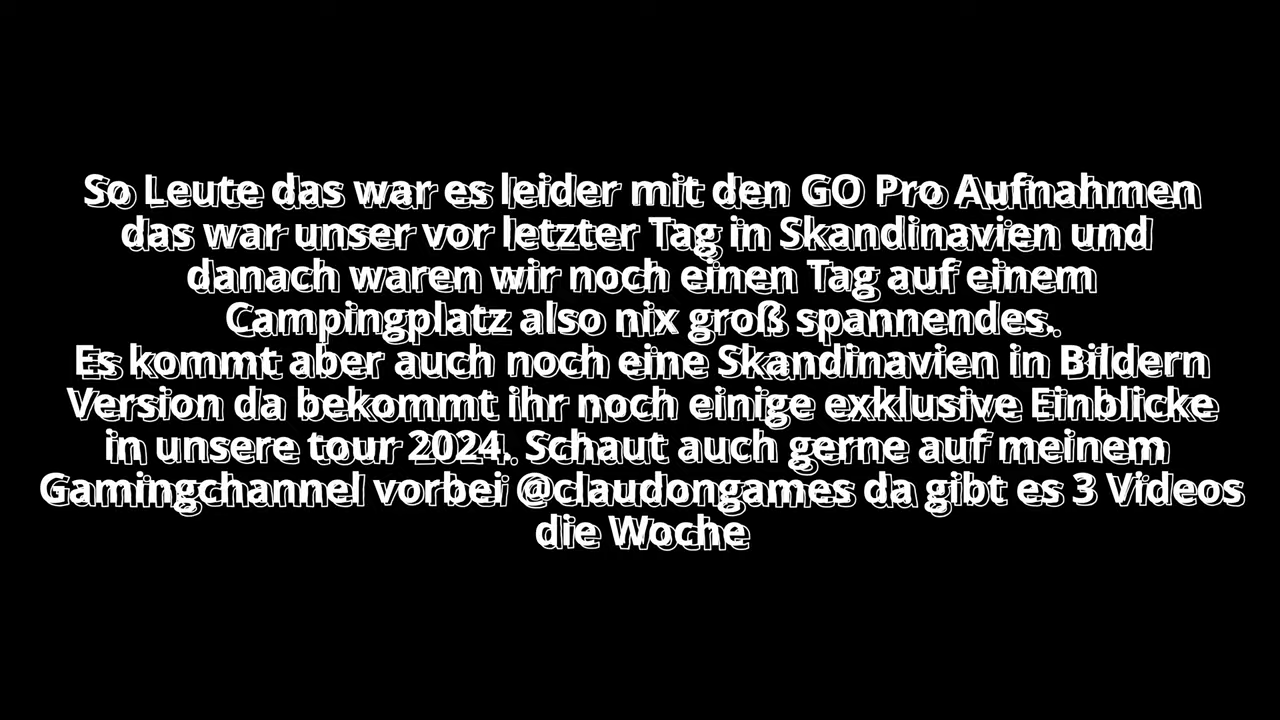 So Leute das war es leider mit den GO Pro Aufnahmen
das war unser vor letzter Tag in Skandinavien und
danach waren wir noch einen Tag auf einem
Campingplatz also nix groß spannendes.
Es kommt aber auch noch eine Skandinavien in Bildern
Version da bekommt ihr noch einige exklusive Einblicke
in unsere tour 2024. Schaut auch gerne auf meinem
Gamingchannel vorbei @claudongames da gibt es 3 Videos
die Woche